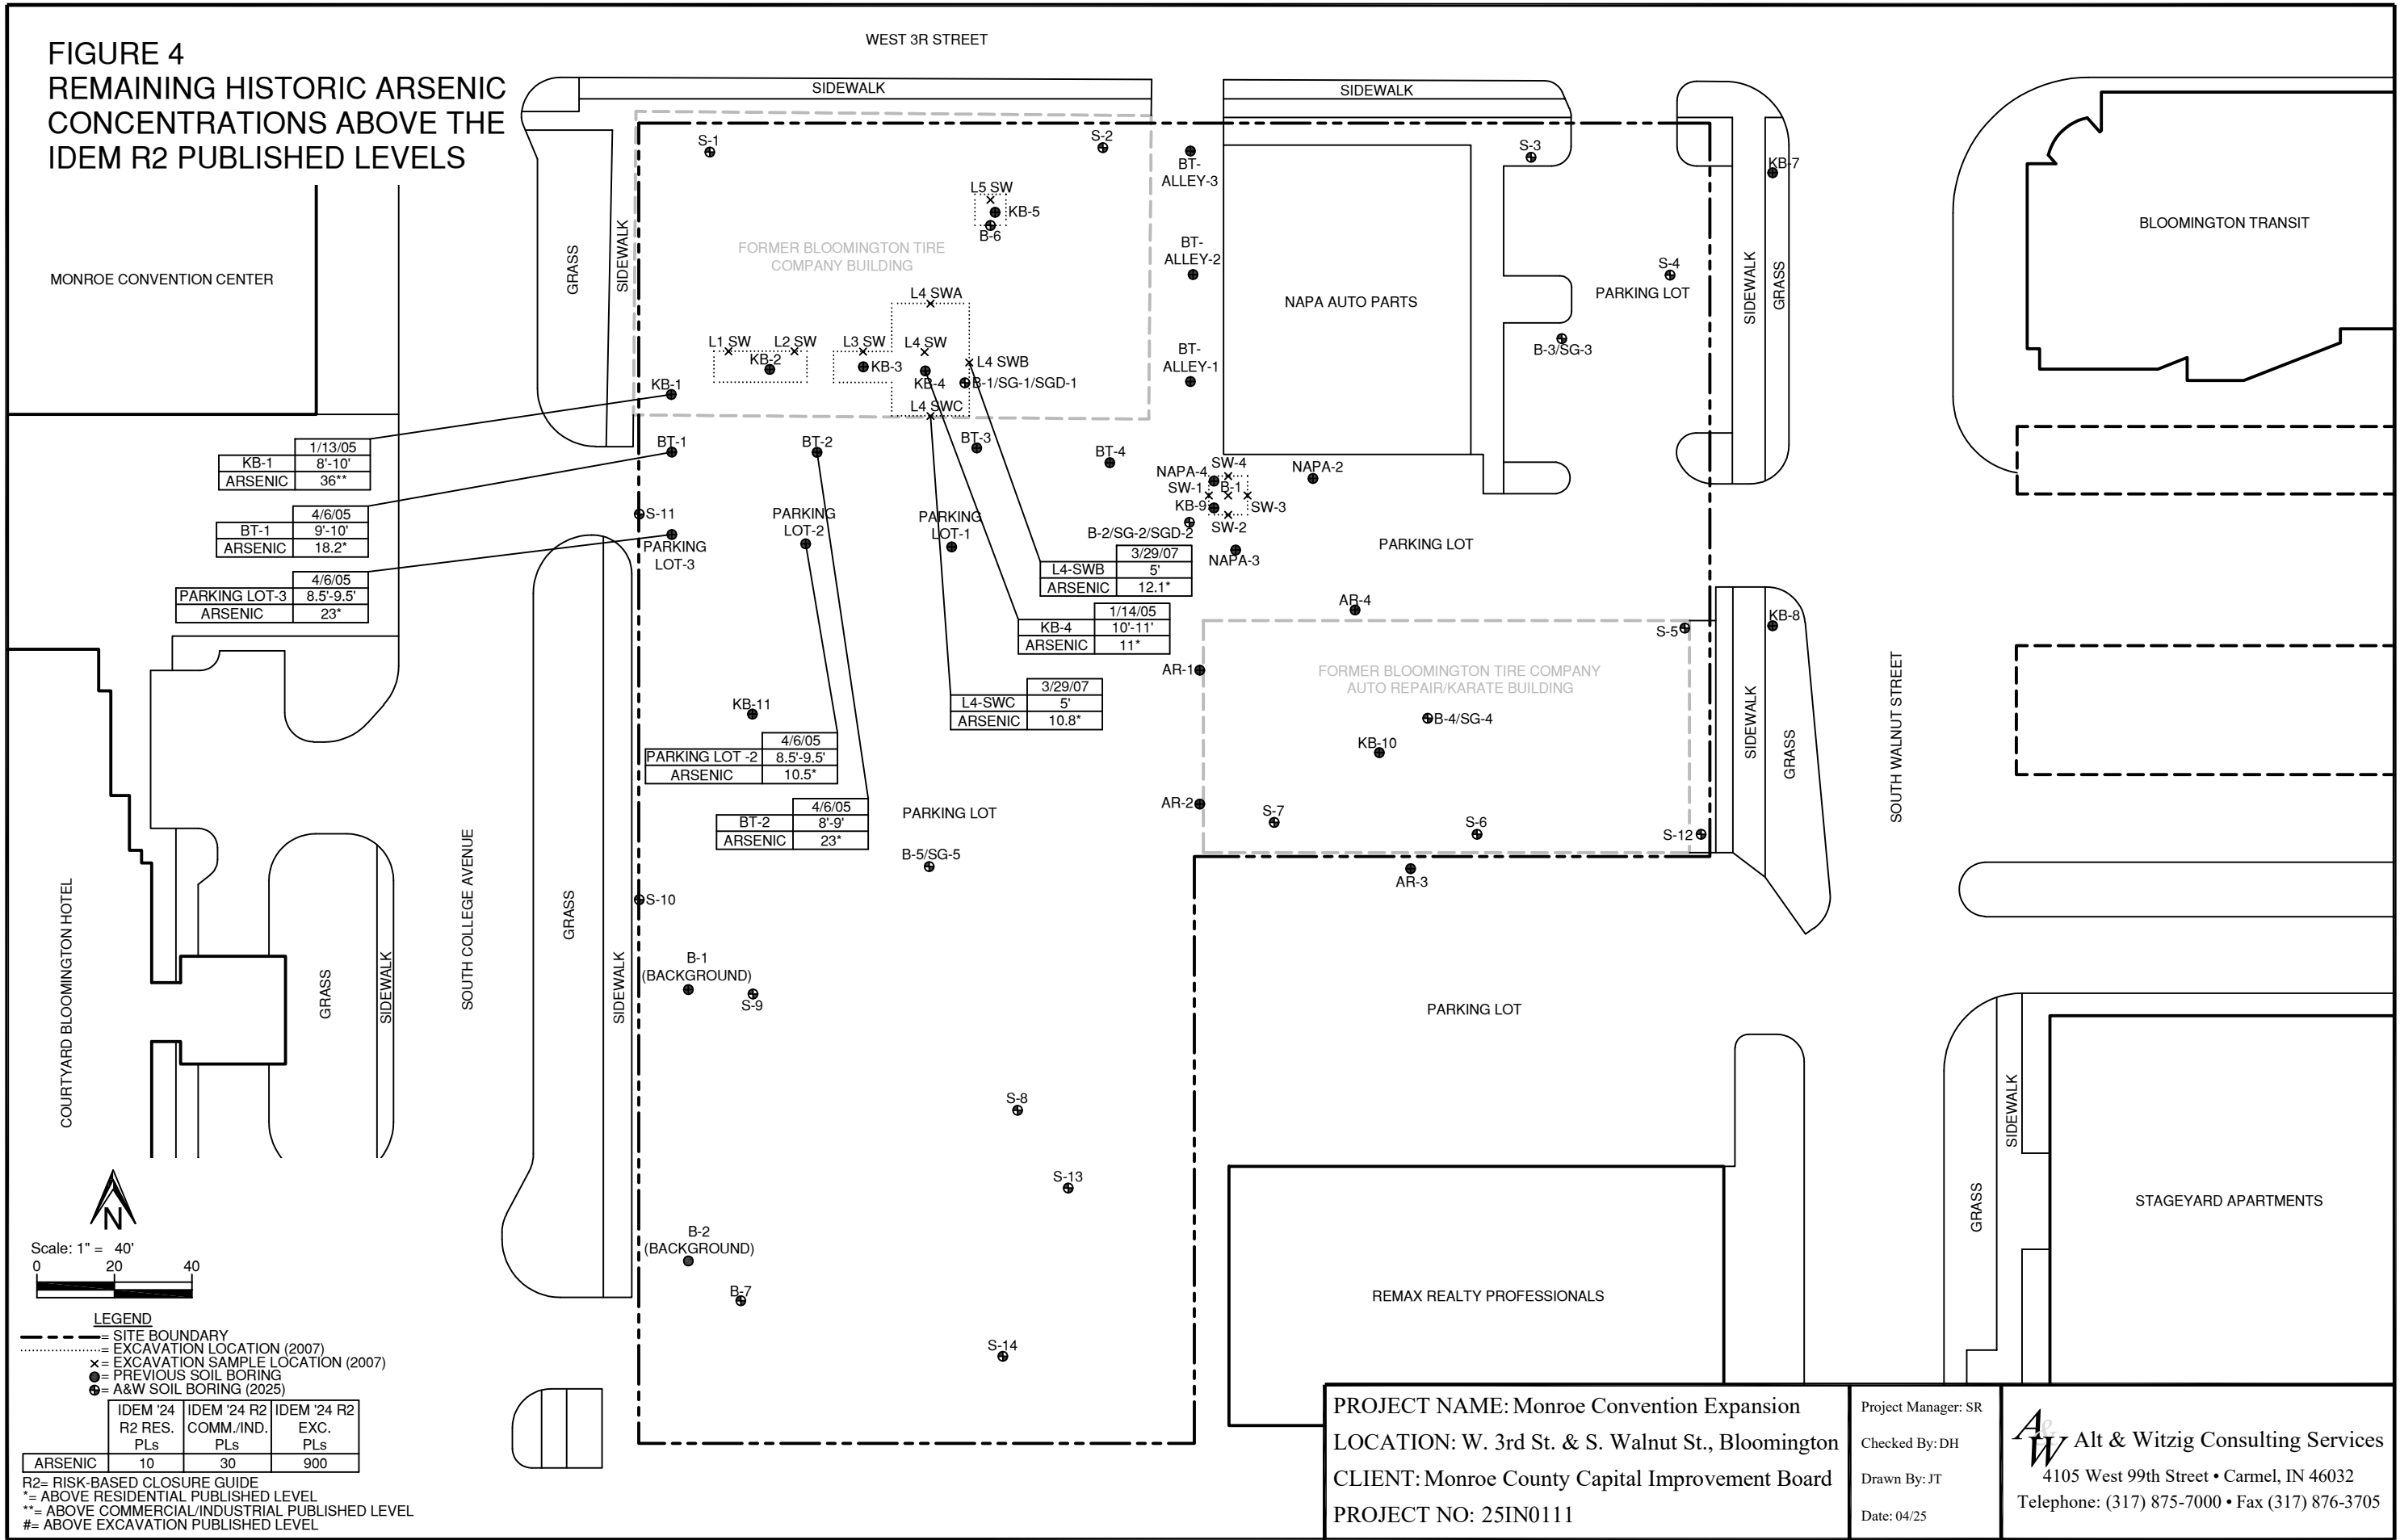 FIGURE 4
REMAINING HISTORIC ARSENIC
CONCENTRATIONS ABOVE THE
IDEM R2 PUBLISHED LEVELS
WEST 3R STREET
SIDEWALK
SIDEWALK
S-1
S-2
BT-
ALLEY-3
S-3
KB-7
L5 SW
KB-5
B-6
GRASS
SIDEWALK
FORMER BLOOMINGTON TIRE
COMPANY BUILDING
BT-
ALLEY-2
MONROE CONVENTION CENTER
NAPA AUTO PARTS
S-4
PARKING LOT
SIDEWALK
GRASS
BLOOMINGTON TRANSIT
L4 SWA
L1 SW
L2 SW
L3 SW
L4 SW
KB-2
KB-3
L4 SWB
KB-4
B-1/SG-1/SGD-1
L4 SWC
BT-
ALLEY-1
B-3/SG-3
KB-1
BT-1
BT-2
BT-3
BT-4
1/13/05
KB-1 8'-10'
ARSENIC 36**
4/6/05
BT-1 9'-10'
ARSENIC 18.2*
4/6/05
PARKING LOT-3 8.5'-9.5'
ARSENIC 23*
S-11
PARKING
LOT-3
PARKING
LOT-2
PARKING
LOT-1
NAPA-4
SW-4
NAPA-2
SW-1
B-1
KB-9
SW-3
SW-2
B-2/SG-2/SGD-2
NAPA-3
PARKING LOT
3/29/07
L4-SWB 5'
ARSENIC 12.1*
1/14/05
KB-4 10'-11'
ARSENIC 11*
3/29/07
L4-SWC 5'
ARSENIC 10.8*
AR-4
S-5
KB-8
AR-1
FORMER BLOOMINGTON TIRE COMPANY
AUTO REPAIR/KARATE BUILDING
B-4/SG-4
KB-10
SIDEWALK
GRASS
SOUTH WALNUT STREET
KB-11
4/6/05
PARKING LOT -2 8.5'-9.5'
ARSENIC 10.5*
4/6/05
BT-2 8'-9'
ARSENIC 23*
PARKING LOT
AR-2
S-7
S-6
S-12
AR-3
B-5/SG-5
S-10
COURTYARD BLOOMINGTON HOTEL
GRASS
SIDEWALK
SOUTH COLLEGE AVENUE
GRASS
SIDEWALK
B-1
(BACKGROUND)
S-9
PARKING LOT
S-8
S-13
B-2
(BACKGROUND)
B-7
S-14
SIDEWALK
GRASS
STAGEYARD APARTMENTS
REMAX REALTY PROFESSIONALS
N
Scale: 1" = 40'
0 20 40
LEGEND
= SITE BOUNDARY
= EXCAVATION LOCATION (2007)
×= EXCAVATION SAMPLE LOCATION (2007)
= PREVIOUS SOIL BORING
= A&W SOIL BORING (2025)
IDEM '24 IDEM '24 R2 IDEM '24 R2
R2 RES. COMM./IND. EXC.
PLs PLs PLs
ARSENIC 10 30 900
R2= RISK-BASED CLOSURE GUIDE
*= ABOVE RESIDENTIAL PUBLISHED LEVEL
**= ABOVE COMMERCIAL/INDUSTRIAL PUBLISHED LEVEL
#= ABOVE EXCAVATION PUBLISHED LEVEL
PROJECT NAME: Monroe Convention Expansion
LOCATION: W. 3rd St. & S. Walnut St., Bloomington
CLIENT: Monroe County Capital Improvement Board
PROJECT NO: 25IN0111
Project Manager: SR
Checked By: DH
Drawn By: JT
Date: 04/25
A&W Alt & Witzig Consulting Services
4105 West 99th Street • Carmel, IN 46032
Telephone: (317) 875-7000 • Fax (317) 876-3705